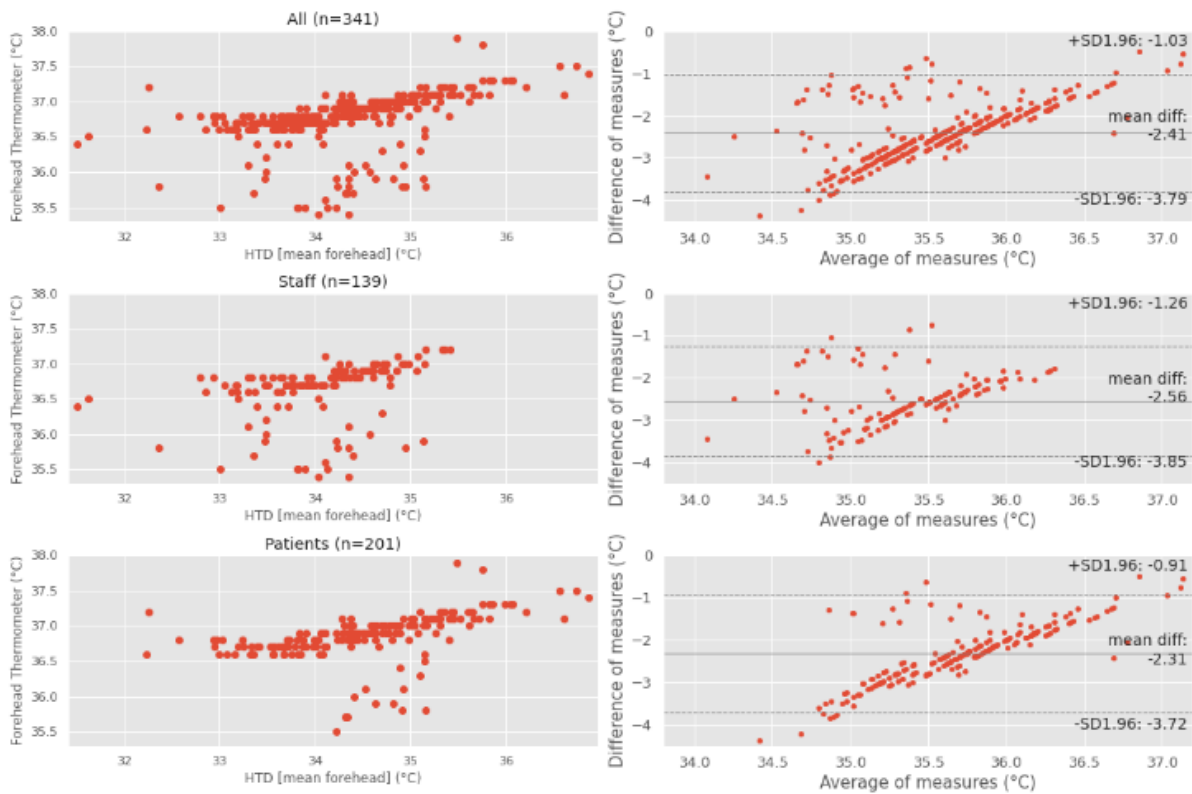 All (n=341)
Forehead Thermometer (°C)
38.0
37.5
37.0
36.5
36.0
35.5
32 33 34 35 36
HTD [mean forehead] (°C)
Difference of measures (°C)
0
−1
−2
−3
−4
+SD1.96: -1.03
mean diff:
-2.41
-SD1.96: -3.79
34.0 34.5 35.0 35.5 36.0 36.5 37.0
Average of measures (°C)
Staff (n=139)
Forehead Thermometer (°C)
38.0
37.5
37.0
36.5
36.0
35.5
32 33 34 35 36
HTD [mean forehead] (°C)
Difference of measures (°C)
0
−1
−2
−3
−4
+SD1.96: -1.26
mean diff:
-2.56
-SD1.96: -3.85
34.0 34.5 35.0 35.5 36.0 36.5 37.0
Average of measures (°C)
Patients (n=201)
Forehead Thermometer (°C)
38.0
37.5
37.0
36.5
36.0
35.5
32 33 34 35 36
HTD [mean forehead] (°C)
Difference of measures (°C)
0
−1
−2
−3
−4
+SD1.96: -0.91
mean diff:
-2.31
-SD1.96: -3.72
34.0 34.5 35.0 35.5 36.0 36.5 37.0
Average of measures (°C)